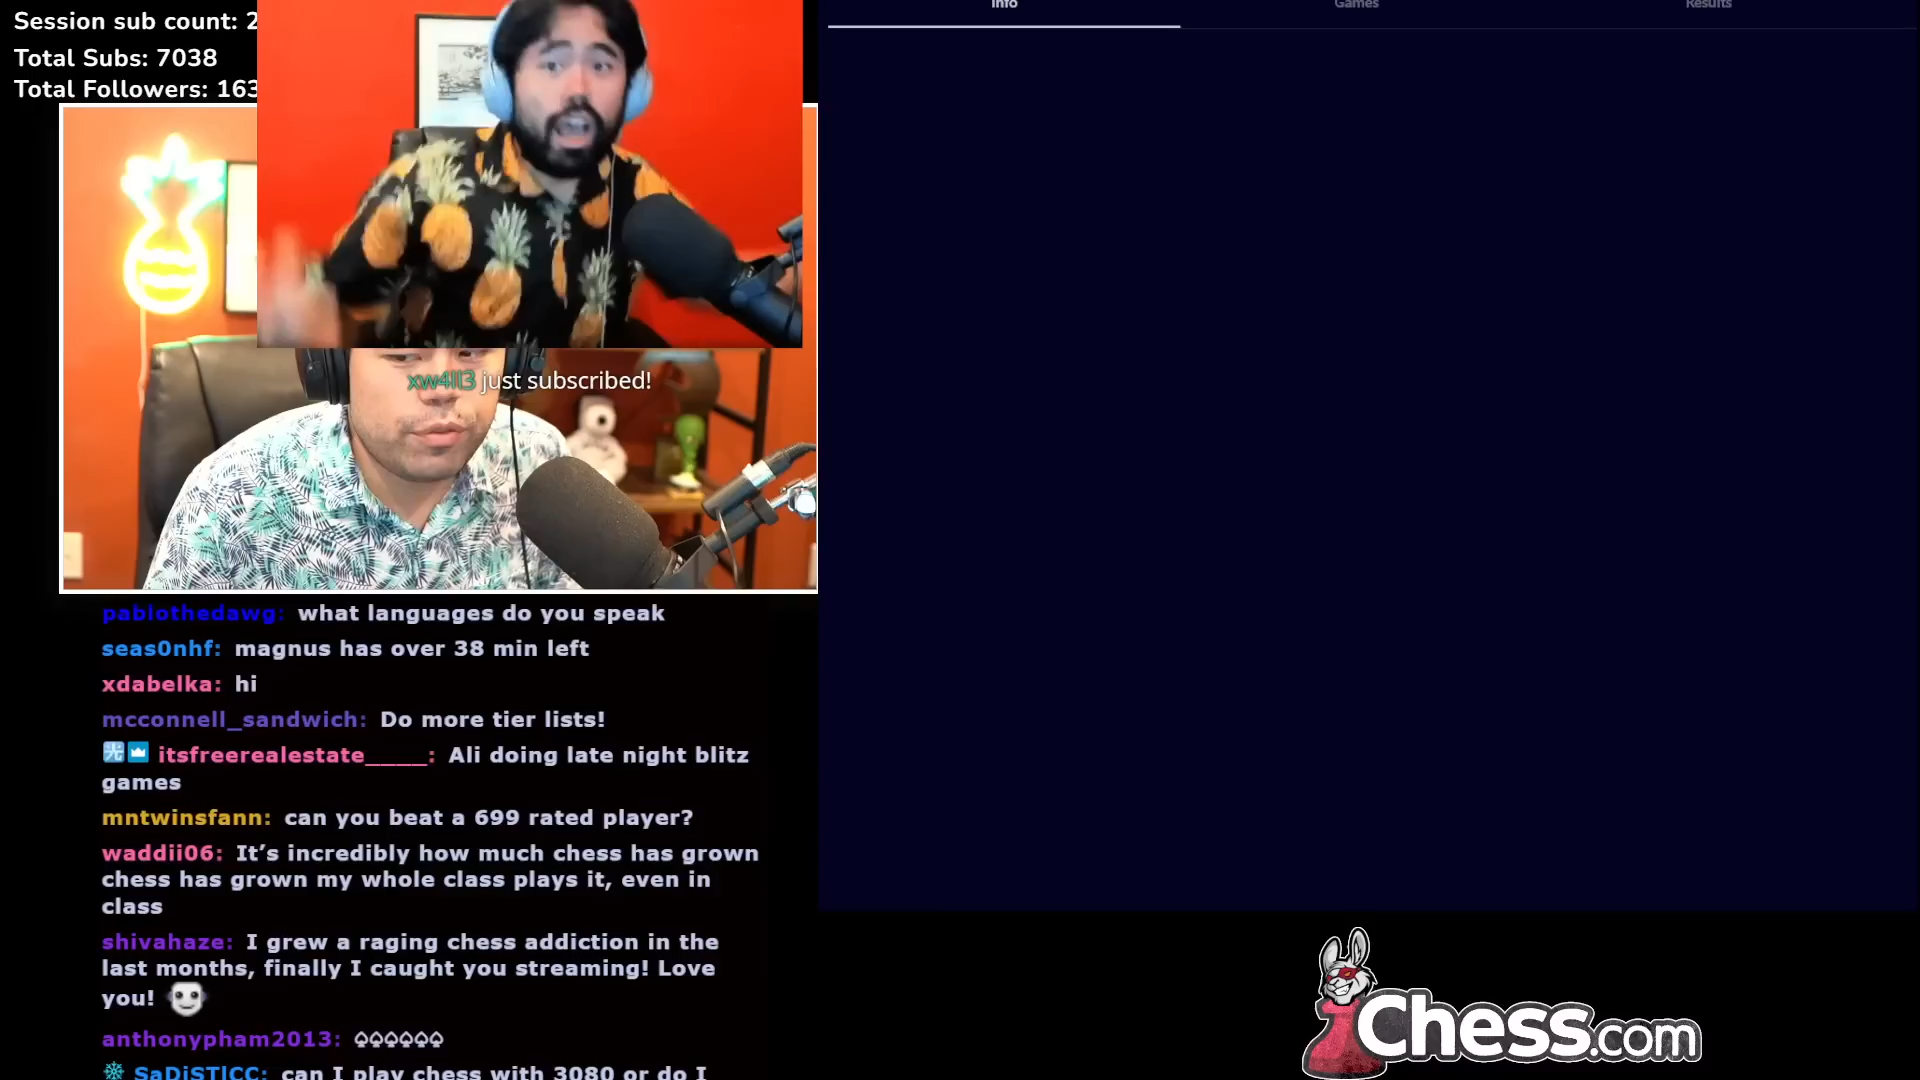 Session sub count: 2
Total Subs: 7038
Total Followers: 163
Info
Games
Results
xw4ll3 just subscribed!
pablothedawg: what languages do you speak
seas0nhf: magnus has over 38 min left
xdabelka: hi
mcconnell_sandwich: Do more tier lists!
光 itsfreerealestate____: Ali doing late night blitz
games
mntwinsfann: can you beat a 699 rated player?
waddii06: It’s incredibly how much chess has grown
chess has grown my whole class plays it, even in
class
shivahaze: I grew a raging chess addiction in the
last months, finally I caught you streaming! Love
you!
anthonypham2013: ♤♤♤♤♤♤
SaDiSTlCC: can I play chess with 3080 or do I
Chess.com